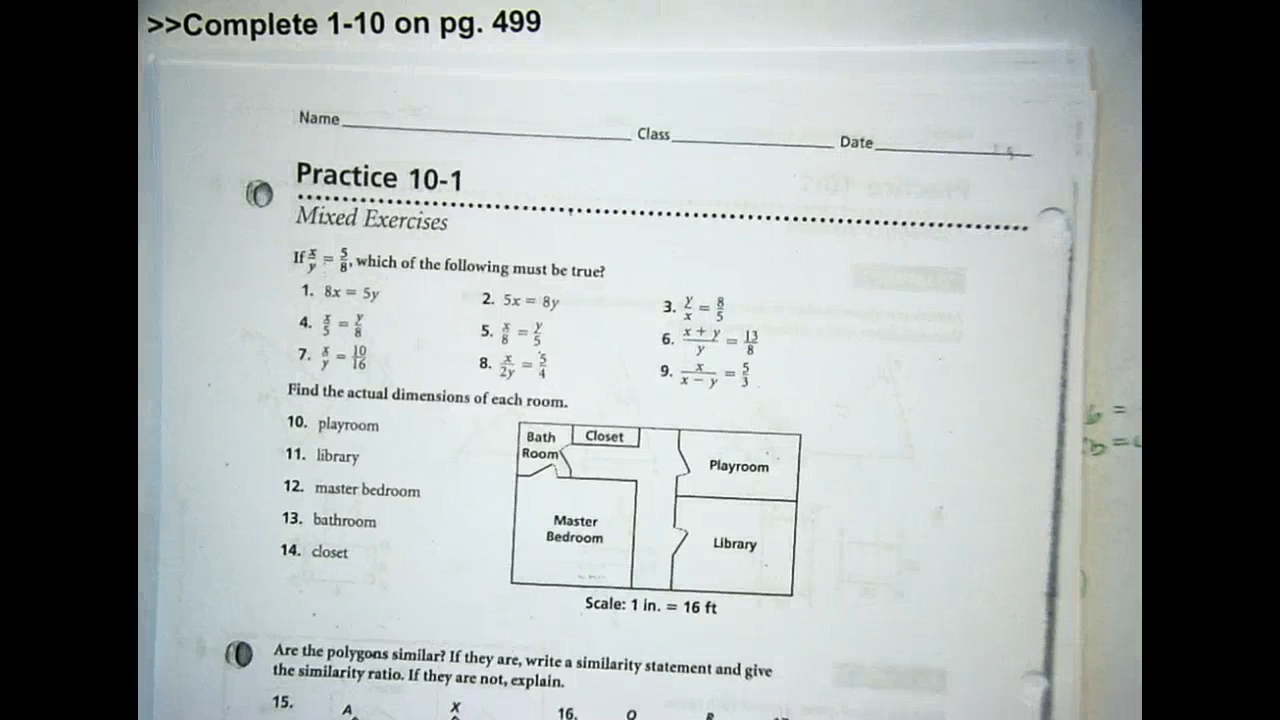 >>Complete 1-10 on pg. 499
Name Class Date
Practice 10-1
Mixed Exercises
If x/y = 5/8, which of the following must be true?
1. 8x = 5y 2. 5x = 8y 3. y/x = 8/5
4. x/5 = y/8 5. x/8 = y/5 6. (x + y)/y = 13/8
7. x/y = 10/16 8. x/2y = 5/4 9. x/(x − y) = 5/3
Find the actual dimensions of each room.
10. playroom
11. library
12. master bedroom
13. bathroom
14. closet
Bath
Room
Closet
Playroom
Master
Bedroom
Library
Scale: 1 in. = 16 ft
Are the polygons similar? If they are, write a similarity statement and give
the similarity ratio. If they are not, explain.
15. A X 16. Q